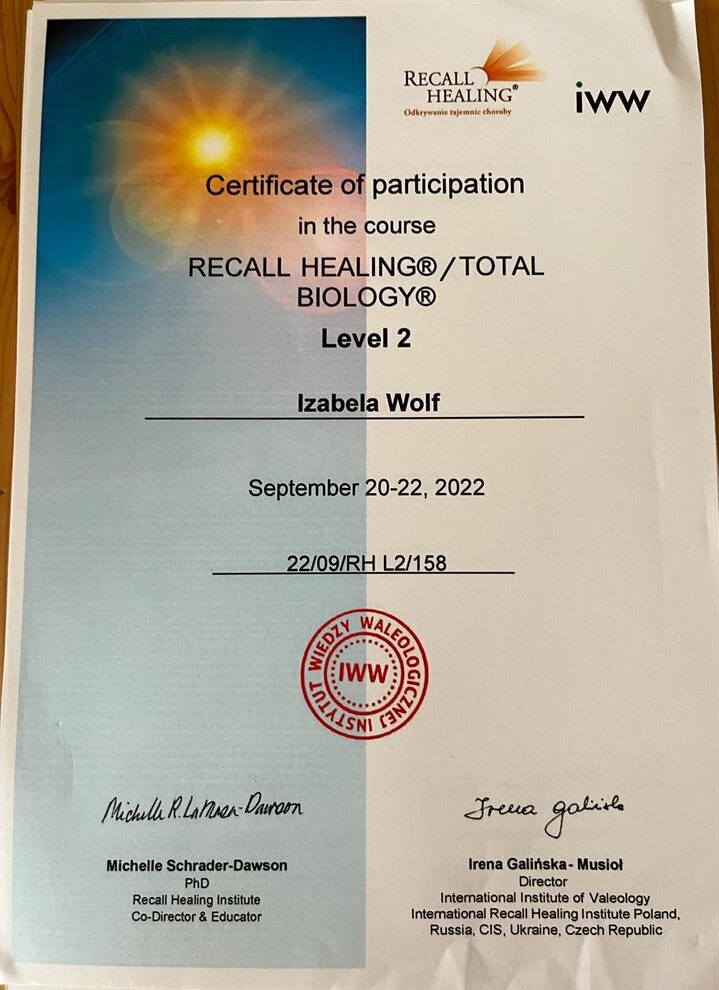 RECALL
HEALING®
Odkrywanie tajemnic choroby
iww
Certificate of participation
in the course
RECALL HEALING®/TOTAL
BIOLOGY®
Level 2
Izabela Wolf
September 20-22, 2022
22/09/RH L2/158
INSTYTUT WIEDZY WALEOLOGICZNEJ
IWW
Michelle R. Dawson
Irena
Michelle Schrader-Dawson
PhD
Recall Healing Institute
Co-Director & Educator
Irena Galińska- Musioł
Director
International Institute of Valeology
International Recall Healing Institute Poland,
Russia, CIS, Ukraine, Czech Republic